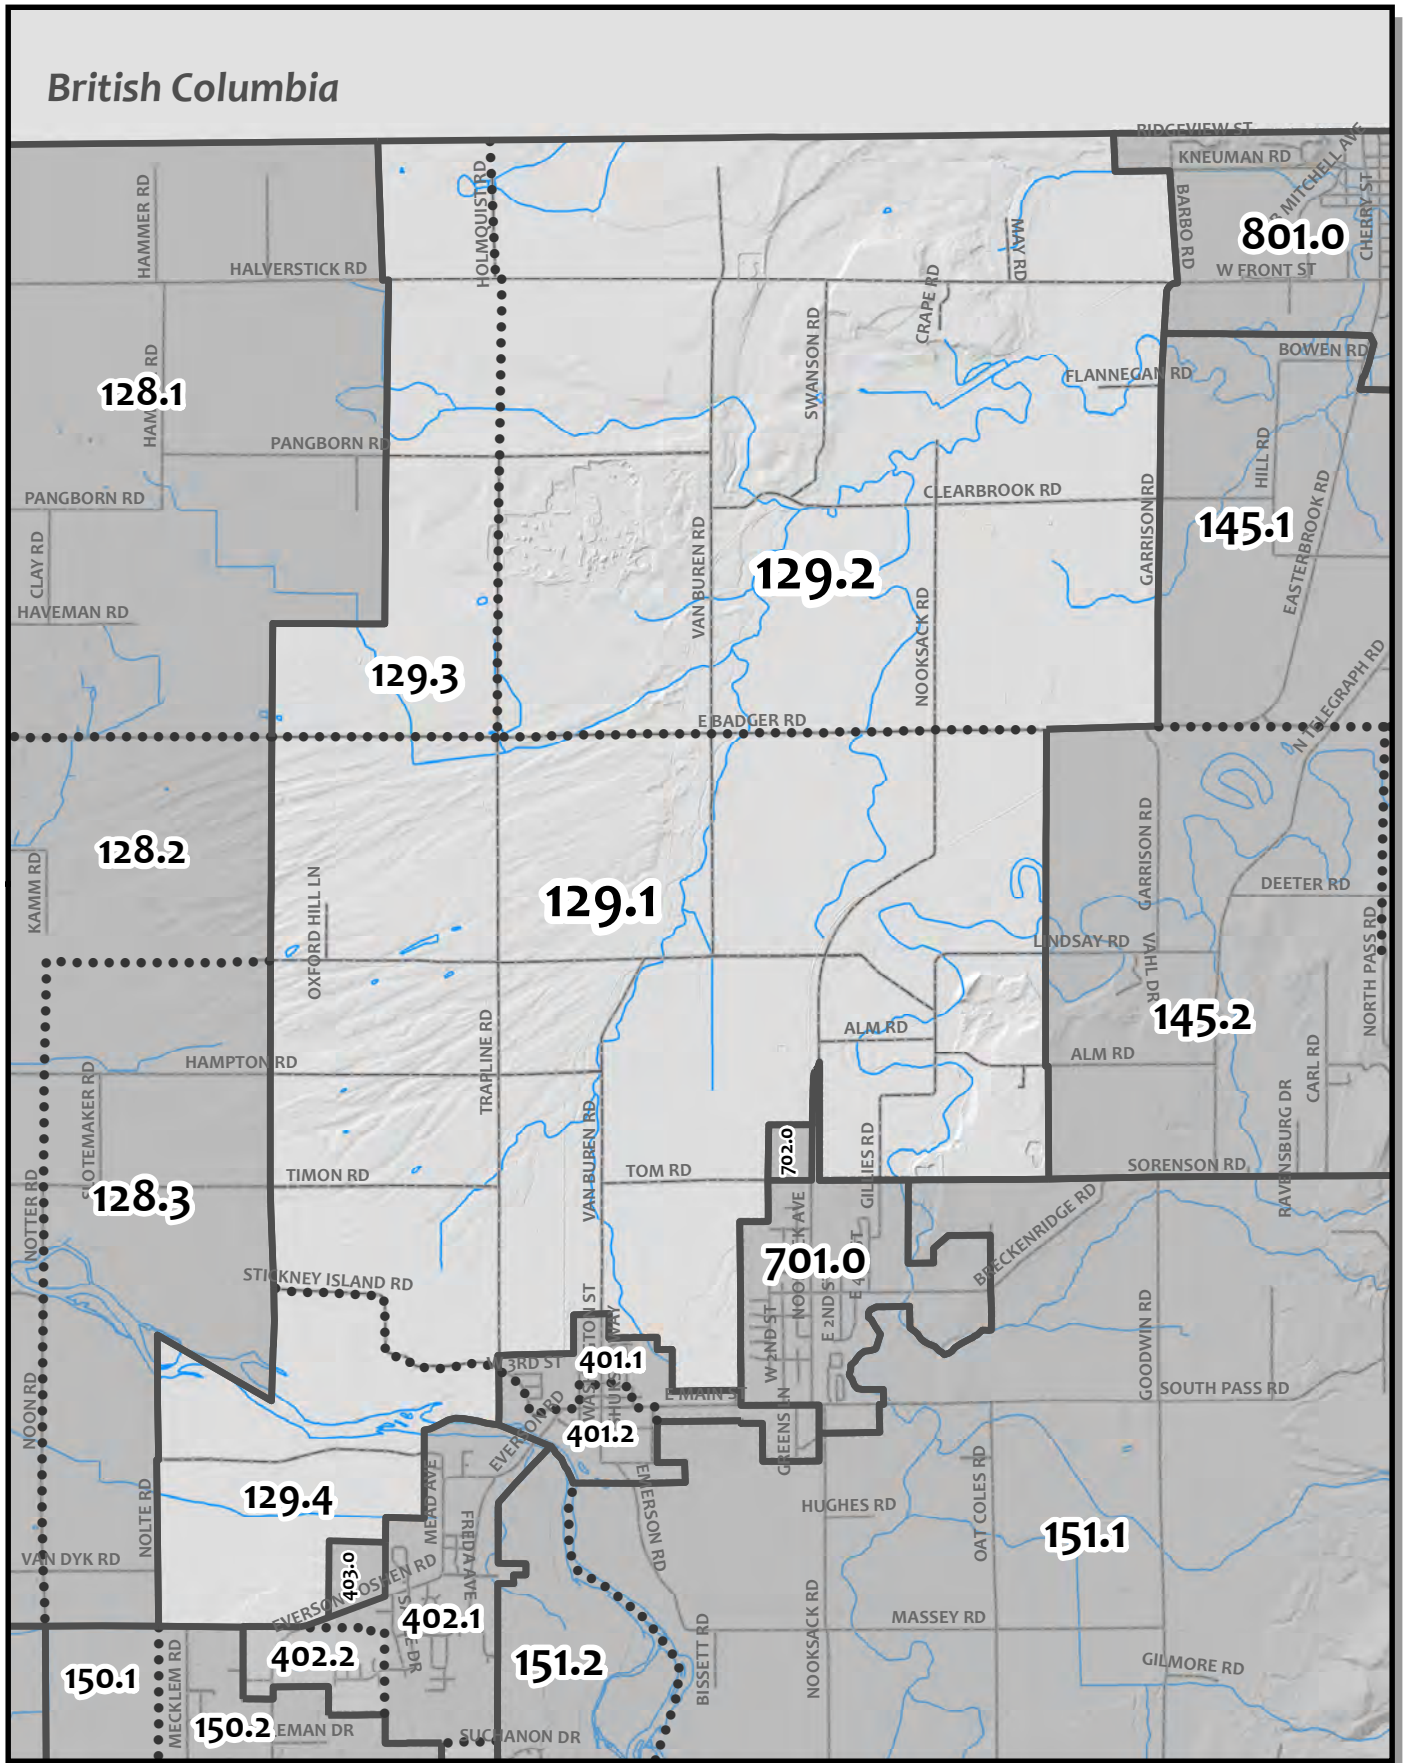 British Columbia
RIDGEVIEW ST
KNEUMAN RD
MITCHELL AVE
CHERRY ST
BARBO RD
801.0
W FRONT ST
HAMMER RD
HALVERSTICK RD
HOLMQUIST RD
MAY RD
CRAPE RD
SWANSON RD
BOWEN RD
FLANNEGAN RD
128.1
PANGBORN RD
HILL RD
CLEARBROOK RD
GARRISON RD
PANGBORN RD
145.1
EASTERBROOK RD
CLAY RD
VAN BUREN RD
129.2
HAVEMAN RD
NOOKSACK RD
129.3
N TELEGRAPH RD
E BADGER RD
128.2
GARRISON RD
KAMM RD
OXFORD HILL LN
129.1
DEETER RD
LINDSAY RD
VAHL DR
NORTH PASS RD
145.2
ALM RD
ALM RD
HAMPTON RD
TRAPLINE RD
CARL RD
SLOTEMAKER RD
VAN BUREN RD
702.0
GILLIES RD
RAVENSBURG DR
TIMON RD
TOM RD
SORENSON RD
128.3
NOTTER RD
701.0
BRECKENRIDGE RD
STICKNEY ISLAND RD
E 2ND ST
W 2ND ST
GOODWIN RD
W 3RD ST
401.1
E MAIN ST
SOUTH PASS RD
NOON RD
EVERSON RD
401.2
GREENS LN
129.4
NOLTE RD
MEAD AVE
EMERSON RD
HUGHES RD
OAT COLES RD
151.1
FREDA AVE
VAN DYK RD
403.0
402.1
MASSEY RD
NOOKSACK RD
BISSETT RD
402.2
151.2
150.1
MECKLEM RD
GILMORE RD
150.2
EMAN DR
SUCHANON DR